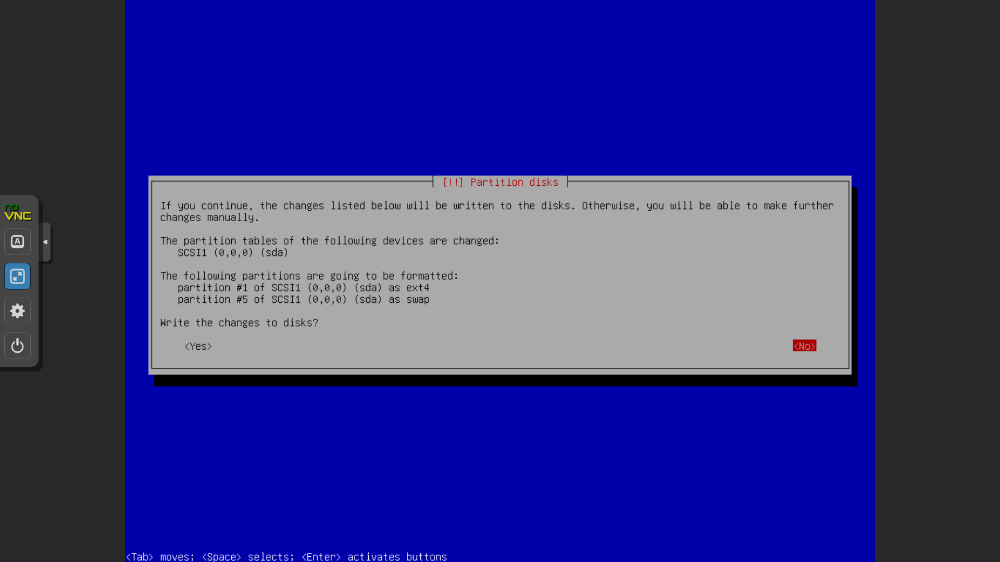 [!!] Partition disks
If you continue, the changes listed below will be written to the disks. Otherwise, you will be able to make further
changes manually.
The partition tables of the following devices are changed:
SCSI1 (0,0,0) (sda)
The following partitions are going to be formatted:
partition #1 of SCSI1 (0,0,0) (sda) as ext4
partition #5 of SCSI1 (0,0,0) (sda) as swap
Write the changes to disks?
<Yes> <No>
no
VNC
A
<Tab> moves; <Space> selects; <Enter> activates buttons